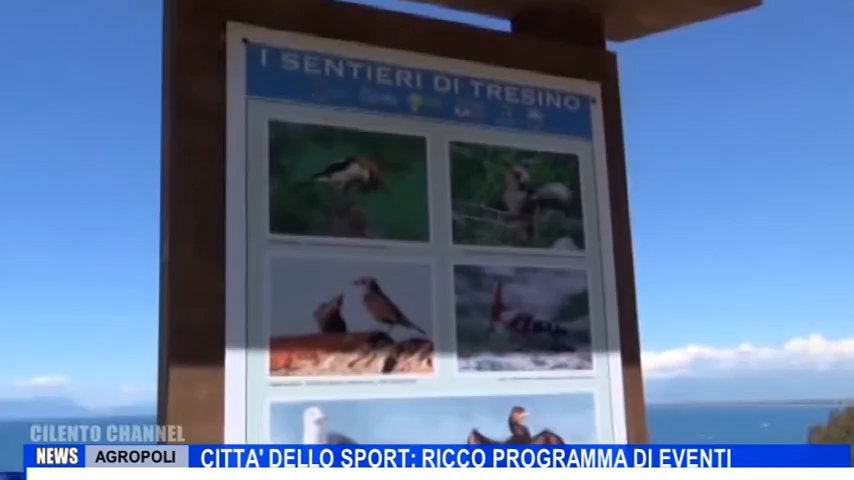 I SENTIERI DI TRESINO
CILENTO CHANNEL
NEWS AGROPOLI CITTA' DELLO SPORT: RICCO PROGRAMMA DI EVENTI